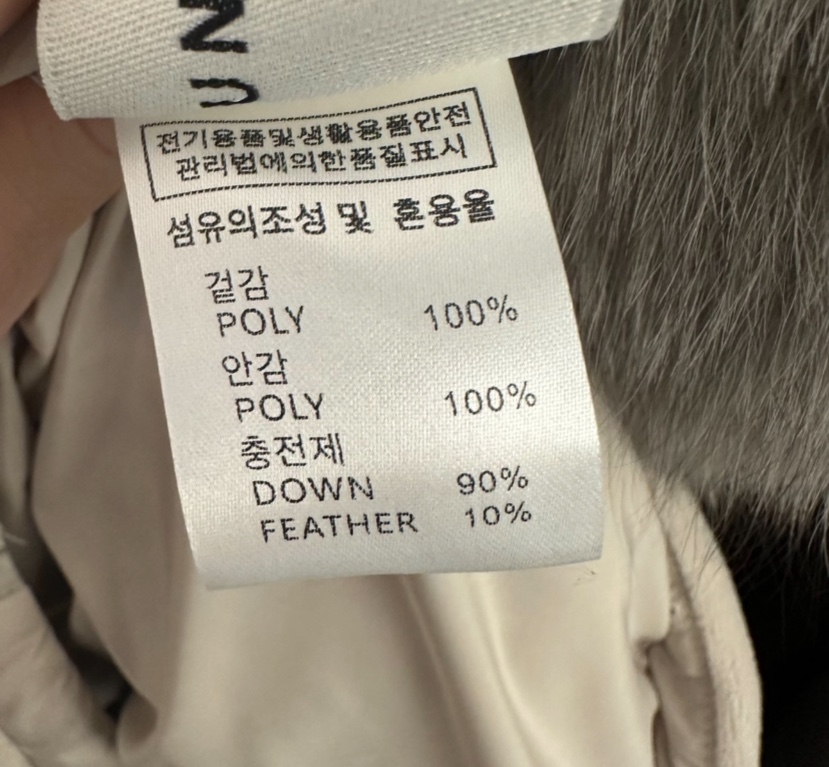 UN
전기용품및생활용품안전
관리법에의한품질표시
섬유의조성 및 혼용율
겉감
POLY 100%
안감
POLY 100%
충전제
DOWN 90%
FEATHER 10%